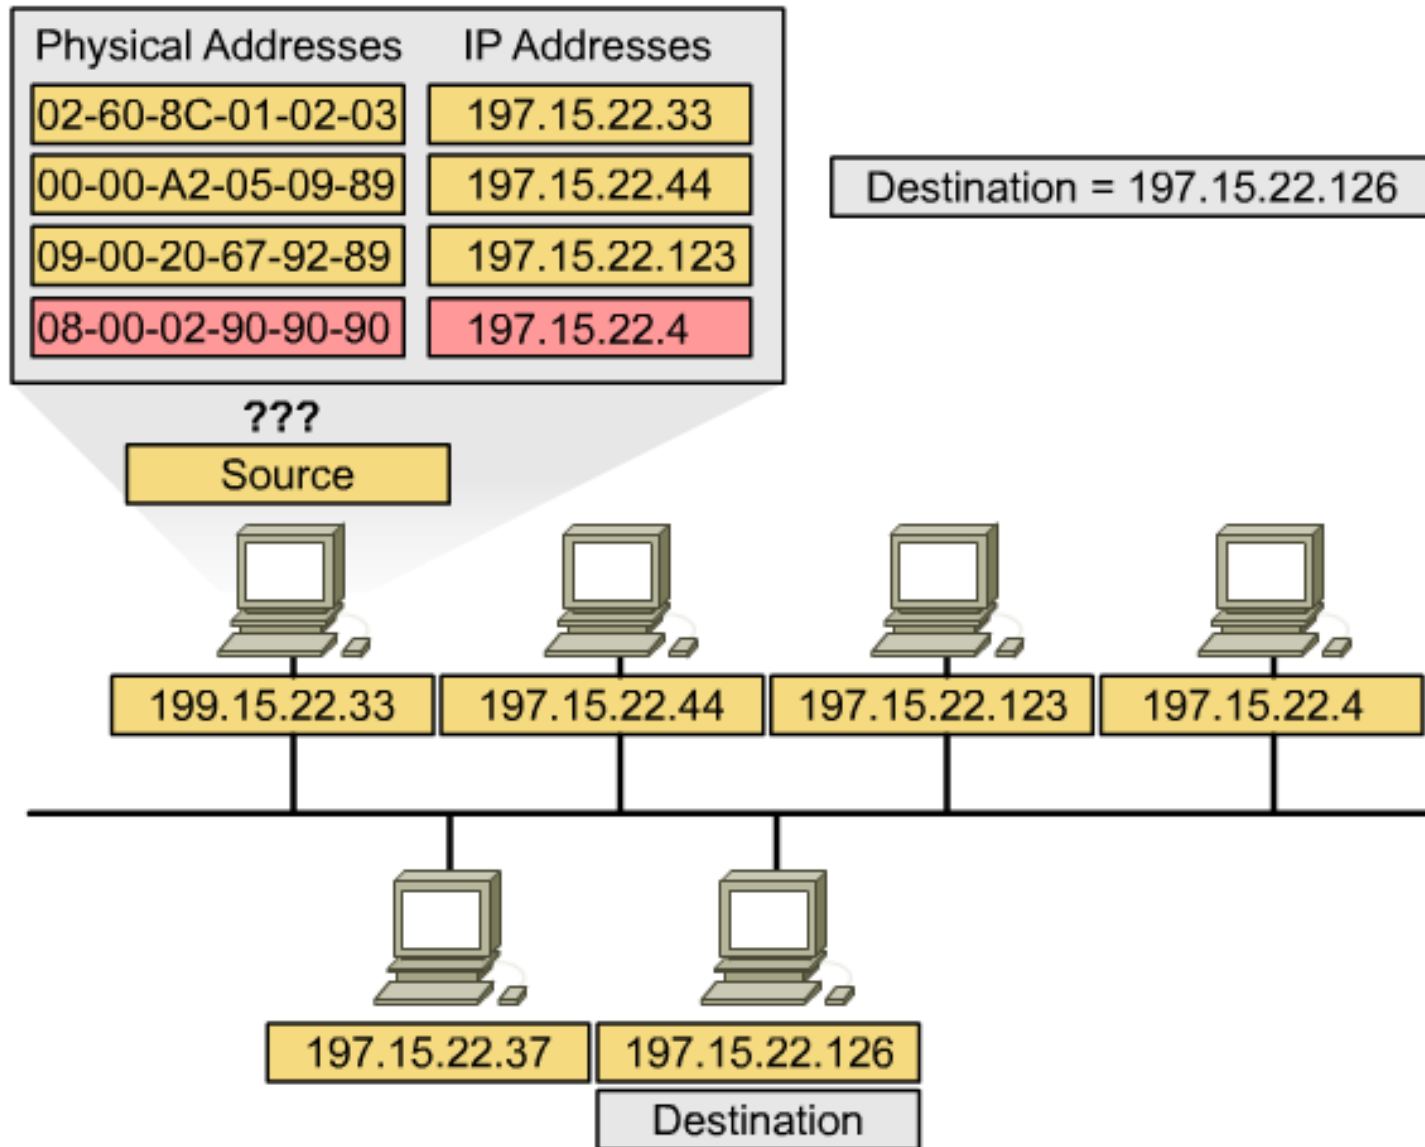 Physical Addresses IP Addresses
02-60-8C-01-02-03 197.15.22.33
00-00-A2-05-09-89 197.15.22.44
Destination = 197.15.22.126
09-00-20-67-92-89 197.15.22.123
08-00-02-90-90-90 197.15.22.4
???
Source
199.15.22.33 197.15.22.44 197.15.22.123 197.15.22.4
197.15.22.37 197.15.22.126
Destination